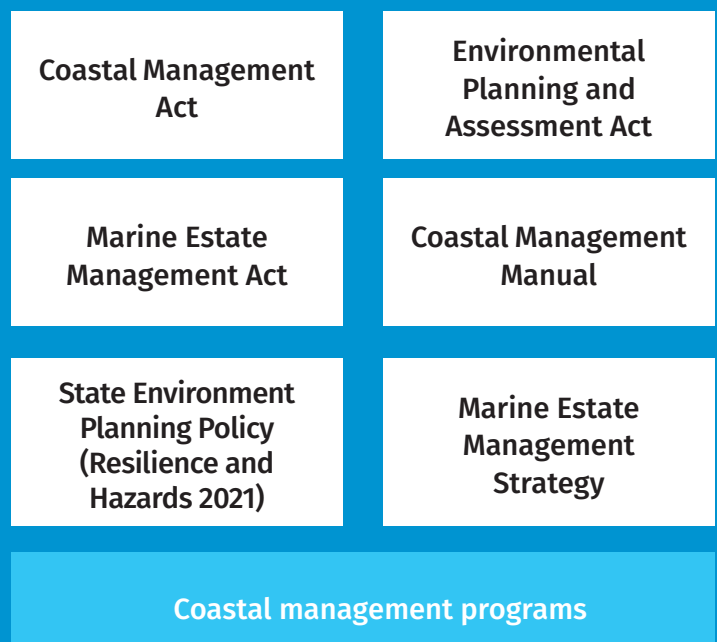 Coastal Management
Act
Environmental
Planning and
Assessment Act
Marine Estate
Management Act
Coastal Management
Manual
State Environment
Planning Policy
(Resilience and
Hazards 2021)
Marine Estate
Management
Strategy
Coastal management programs